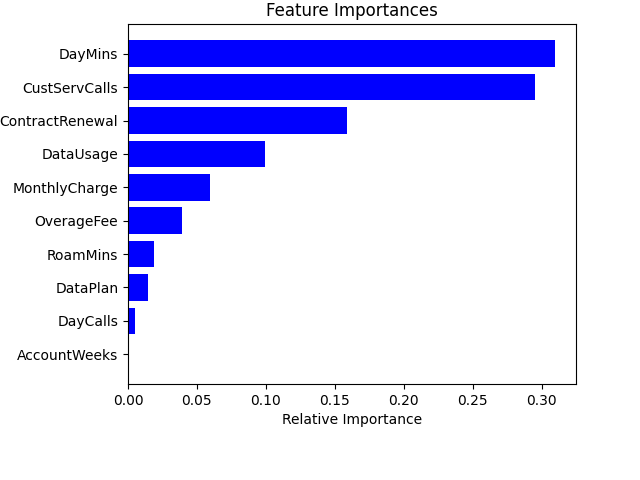 Feature Importances
DayMins
CustServCalls
ContractRenewal
DataUsage
MonthlyCharge
OverageFee
RoamMins
DataPlan
DayCalls
AccountWeeks
0.00 0.05 0.10 0.15 0.20 0.25 0.30
Relative Importance